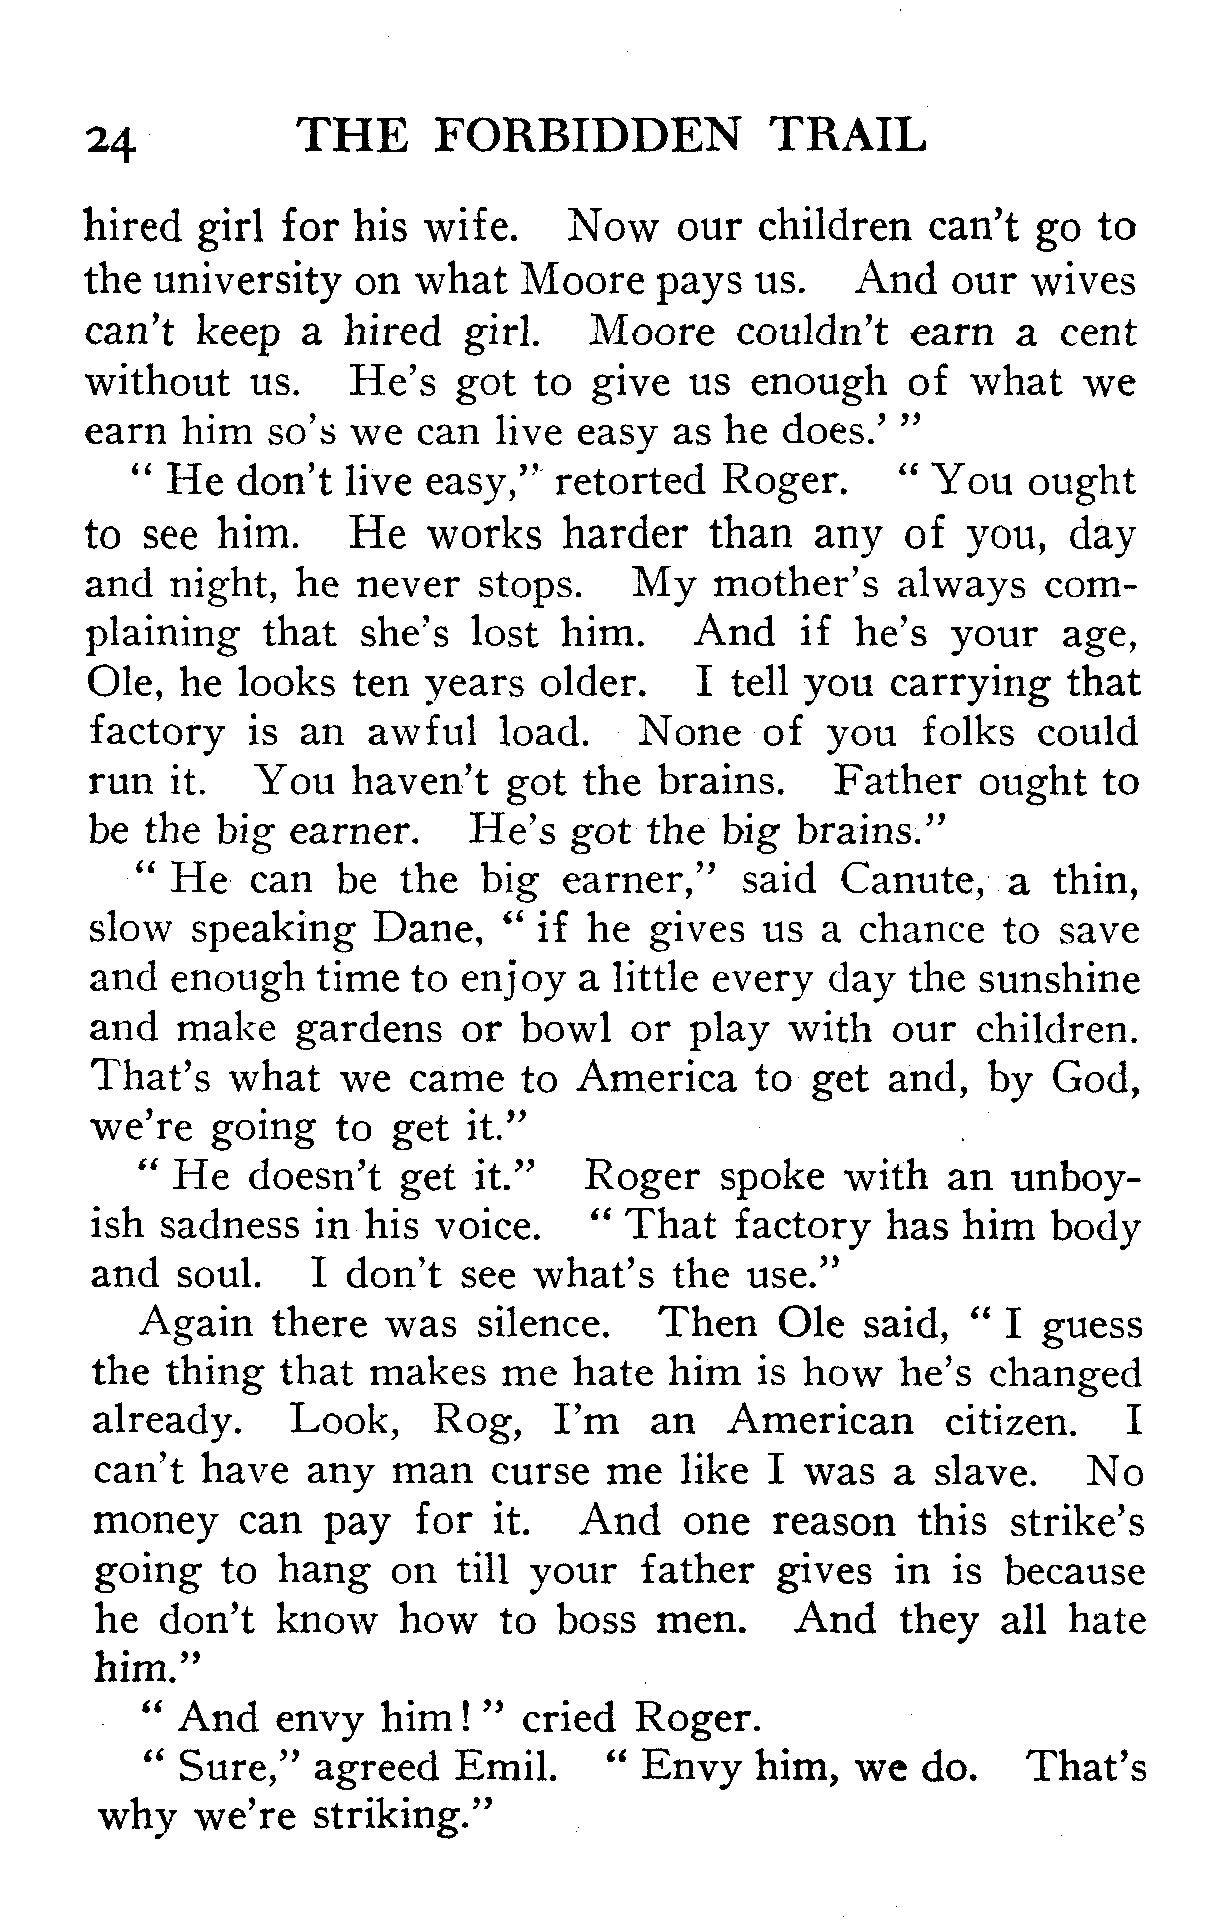 24 THE FORBIDDEN TRAIL
hired girl for his wife. Now our children can't go to
the university on what Moore pays us. And our wives
can't keep a hired girl. Moore couldn't earn a cent
without us. He's got to give us enough of what we
earn him so's we can live easy as he does.' "
" He don't live easy," retorted Roger. " You ought
to see him. He works harder than any of you, day
and night, he never stops. My mother's always com-
plaining that she's lost him. And if he's your age,
Ole, he looks ten years older. I tell you carrying that
factory is an awful load. None of you folks could
run it. You haven't got the brains. Father ought to
be the big earner. He's got the big brains."
" He can be the big earner," said Canute, a thin,
slow speaking Dane, " if he gives us a chance to save
and enough time to enjoy a little every day the sunshine
and make gardens or bowl or play with our children.
That's what we came to America to get and, by God,
we're going to get it."
" He doesn't get it." Roger spoke with an unboy-
ish sadness in his voice. " That factory has him body
and soul. I don't see what's the use."
Again there was silence. Then Ole said, " I guess
the thing that makes me hate him is how he's changed
already. Look, Rog, I'm an American citizen. I
can't have any man curse me like I was a slave. No
money can pay for it. And one reason this strike's
going to hang on till your father gives in is because
he don't know how to boss men. And they all hate
him."
" And envy him! " cried Roger.
" Sure," agreed Emil. " Envy him, we do. That's
why we're striking."